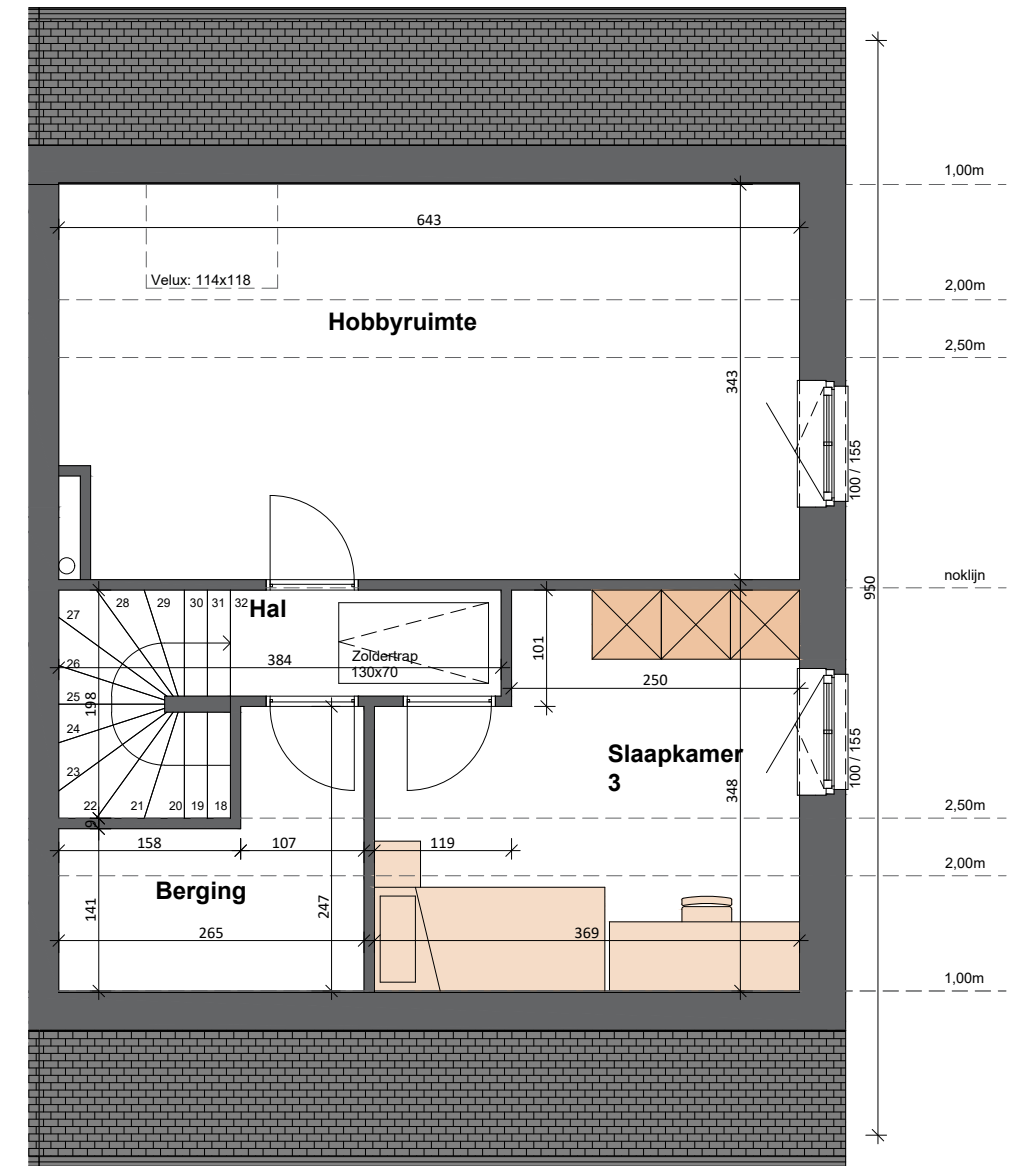 1,00m
643
Velux: 114x118
2,00m
Hobbyruimte
2,50m
343
100 / 155
950
noklijn
28
29
30
31
32
Hal
27
26
384
Zoldertrap
130x70
101
250
25
198
24
23
22
21
20
19
18
Slaapkamer
3
348
100 / 155
2,50m
9
158
107
119
2,00m
Berging
141
247
265
369
1,00m